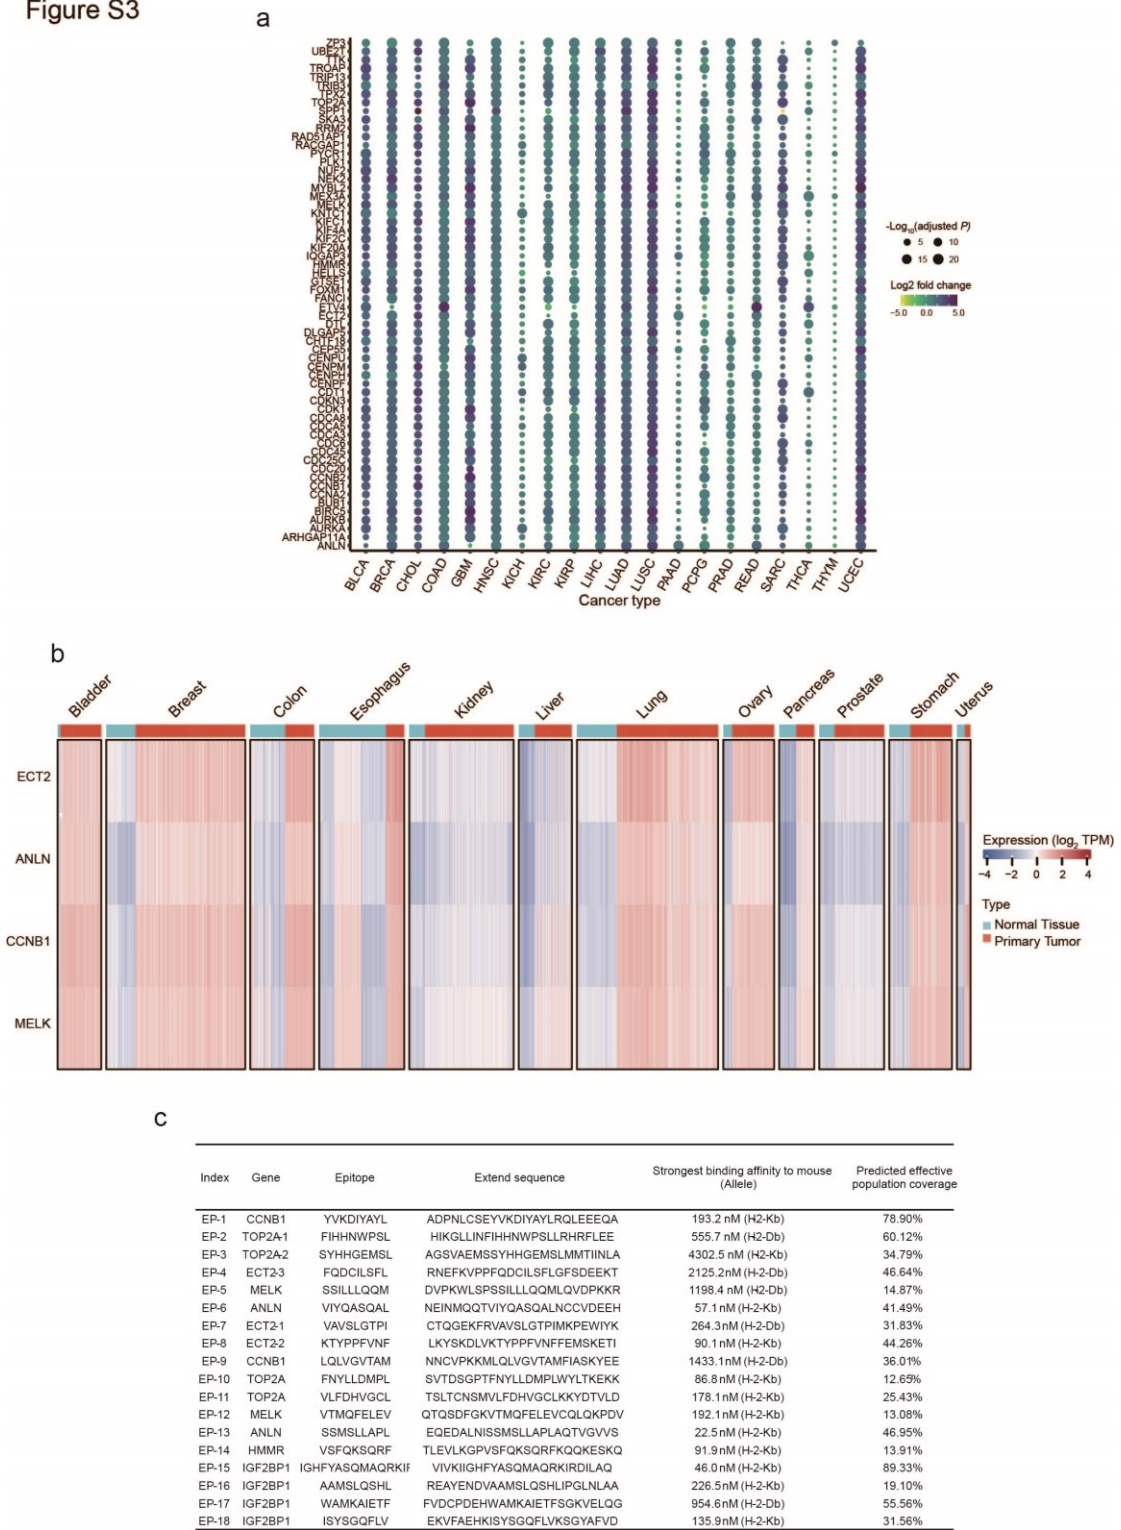 Figure S3
a
ZP3
UBE2T
TTK
TROAP
TRIP13
TRIB3
TPX2
TOP2A
SPP1
SKA3
RRM2
RAD51AP1
RACGAP1
PYCR1
PLK1
NUF2
NEK2
MYBL2
MEX3A
MELK
KNTC1
KIFC1
KIF4A
KIF2C
KIF20A
IQGAP3
HMMR
HELLS
GTSE1
FOXM1
FANCI
ETV4
ECT2
DTL
DLGAP5
CHTF18
CEP55
CENPU
CENPM
CENPH
CENPF
CDT1
CDKN3
CDK1
CDCA8
CDCA5
CDCA3
CDC6
CDC45
CDC25C
CDC20
CCNB2
CCNB1
CCNA2
BUB1
BIRC5
AURKB
AURKA
ARHGAP11A
ANLN
BLCA BRCA CHOL COAD GBM HNSC KICH KIRC KIRP LIHC LUAD LUSC PAAD PCPG PRAD READ SARC THCA THYM UCEC
Cancer type
-Log10(adjusted P)
5 10
15 20
Log2 fold change
−5.0 0.0 5.0
b
Bladder Breast Colon Esophagus Kidney Liver Lung Ovary Pancreas Prostate Stomach Uterus
ECT2
ANLN
CCNB1
MELK
Expression (log2 TPM)
−4 −2 0 2 4
Type
Normal Tissue
Primary Tumor
c
Index Gene Epitope Extend sequence Strongest binding affinity to mouse (Allele) Predicted effective population coverage
EP-1 CCNB1 YVKDIYAYL ADPNLCSEYVKDIYAYLRQLEEEQA 193.2 nM (H2-Kb) 78.90%
EP-2 TOP2A-1 FIHHNWPSL HIKGLLINFIHHNWPSLLRHRFLEE 555.7 nM (H2-Db) 60.12%
EP-3 TOP2A-2 SYHHGEMSL AGSVAEMSSYHHGEMSLMMTIINLA 4302.5 nM (H2-Kb) 34.79%
EP-4 ECT2-3 FQDCILSFL RNEFKVPPFQDCILSFLGFSDEEKT 2125.2nM (H-2-Db) 46.64%
EP-5 MELK SSILLLQQM DVPKWLSPSSILLLQQMLQVDPKKR 1198.4 nM (H2-Db) 14.87%
EP-6 ANLN VIYQASQAL NEINMQQTVIYQASQALNCCVDEEH 57.1 nM (H-2-Kb) 41.49%
EP-7 ECT2-1 VAVSLGTPI CTQGEKFRVAVSLGTPIMKPEWIYK 264.3 nM (H-2-Db) 31.83%
EP-8 ECT2-2 KTYPPFVNF LKYSKDLVKTYPPFVNFFEMSKETI 90.1 nM (H-2-Kb) 44.26%
EP-9 CCNB1 LQLVGVTAM NNCVPKKMLQLVGVTAMFIASKYEE 1433.1nM (H-2-Db) 36.01%
EP-10 TOP2A FNYLLDMPL SVTDSGPTFNYLLDMPLWYLTKEKK 86.8 nM (H-2-Kb) 12.65%
EP-11 TOP2A VLFDHVGCL TSLTCNSMVLFDHVGCLKKYDTVLD 178.1 nM (H-2-Kb) 25.43%
EP-12 MELK VTMQFELEV QTQSDFGKVTMQFELEVCQLQKPDV 192.1 nM (H-2-Kb) 13.08%
EP-13 ANLN SSMSLLAPL EQEDALNISSMSLLAPLAQTVGVVS 22.5 nM (H-2-Kb) 46.95%
EP-14 HMMR VSFQKSQRF TLEVLKGPVSFQKSQRFKQQKESKQ 91.9 nM (H-2-Kb) 13.91%
EP-15 IGF2BP1 IGHFYASQMAQRKIF VIVKIIGHFYASQMAQRKIRDILAQ 46.0 nM (H-2-Kb) 89.33%
EP-16 IGF2BP1 AAMSLQSHL REAYENDVAAMSLQSHLIPGLNLAA 226.5 nM (H-2-Kb) 19.10%
EP-17 IGF2BP1 WAMKAIETF FVDCPDEHWAMKAIETFSGKVELQG 954.6 nM (H-2-Db) 55.56%
EP-18 IGF2BP1 ISYSGQFLV EKVFAEHKISYSGQFLVKSGYAFVD 135.9 nM (H-2-Kb) 31.56%